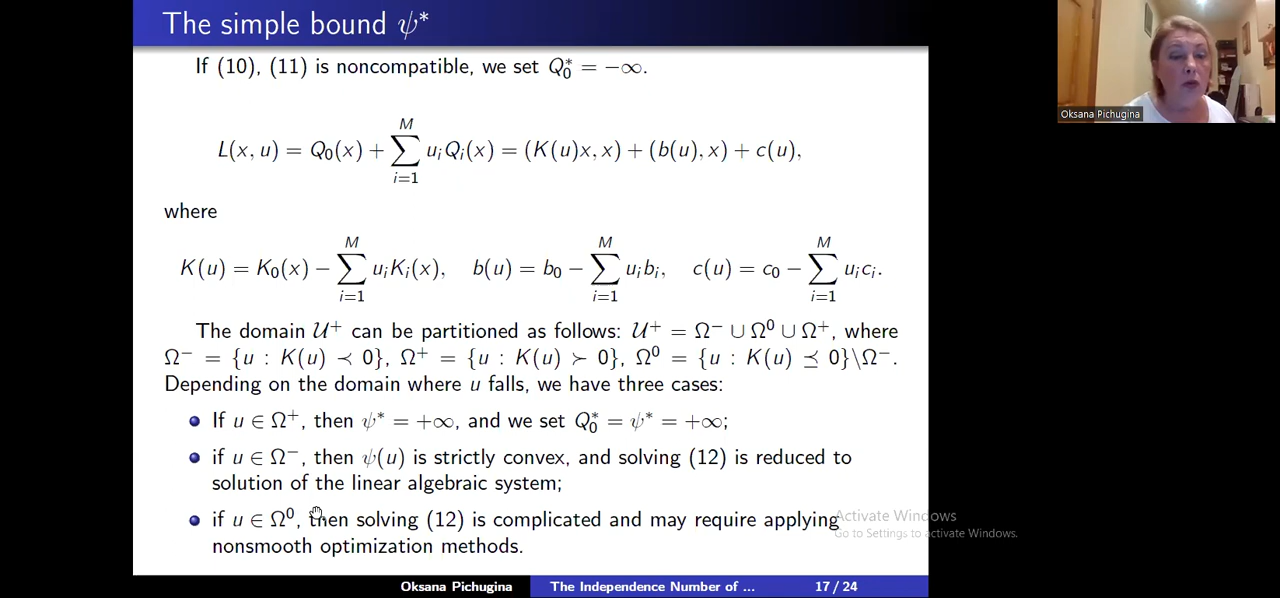 The simple bound ψ*
If (10), (11) is noncompatible, we set Q₀* = −∞.
L(x, u) = Q₀(x) + ∑_{i=1}^{M} uᵢQᵢ(x) = (K(u)x, x) + (b(u), x) + c(u),
where
K(u) = K₀(x) − ∑_{i=1}^{M} uᵢKᵢ(x), b(u) = b₀ − ∑_{i=1}^{M} uᵢbᵢ, c(u) = c₀ − ∑_{i=1}^{M} uᵢcᵢ.
The domain 𝒰⁺ can be partitioned as follows: 𝒰⁺ = Ω⁻ ∪ Ω⁰ ∪ Ω⁺, where
Ω⁻ = {u : K(u) ≺ 0}, Ω⁺ = {u : K(u) ≻ 0}, Ω⁰ = {u : K(u) ⪯ 0}\Ω⁻.
Depending on the domain where u falls, we have three cases:
If u ∈ Ω⁺, then ψ* = +∞, and we set Q₀* = ψ* = +∞;
if u ∈ Ω⁻, then ψ(u) is strictly convex, and solving (12) is reduced to
solution of the linear algebraic system;
if u ∈ Ω⁰, then solving (12) is complicated and may require applying
nonsmooth optimization methods.
Oksana Pichugina The Independence Number of ... 17 / 24
Oksana Pichugina
Activate Windows
Go to Settings to activate Windows.